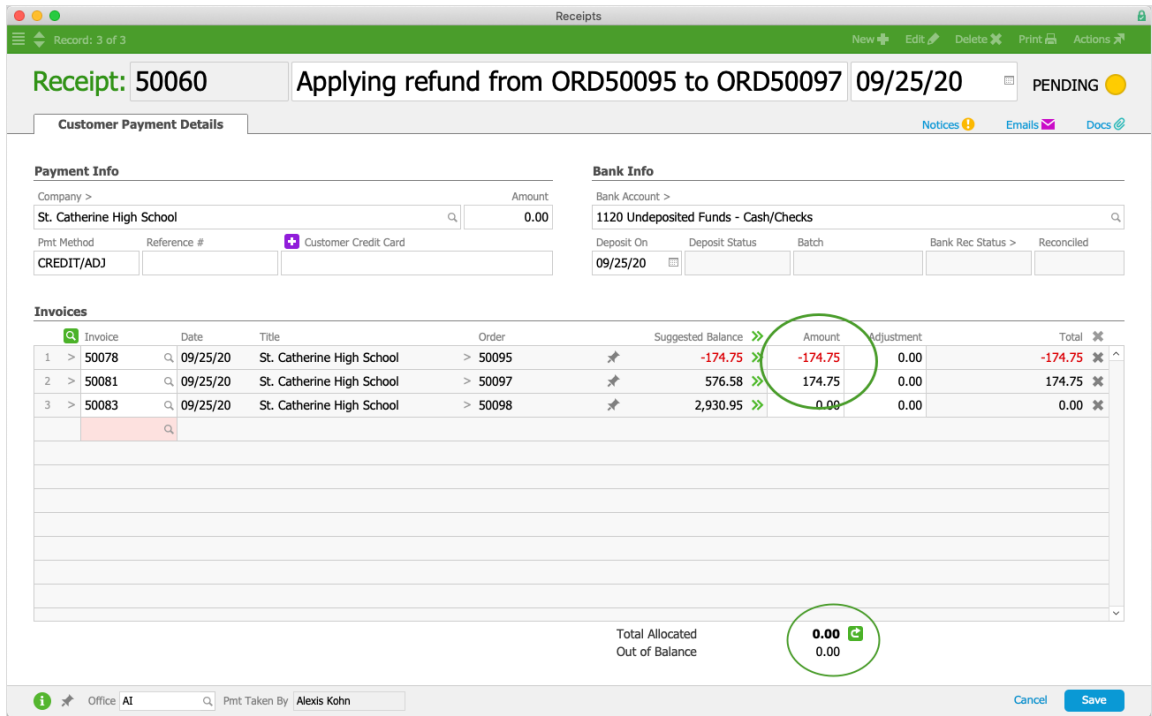 Receipts
Record: 3 of 3 New Edit Delete Print Actions
Receipt: 50060 Applying refund from ORD50095 to ORD50097 09/25/20 PENDING
Customer Payment Details Notices Emails Docs
Payment Info Bank Info
Company > Amount Bank Account >
St. Catherine High School 0.00 1120 Undeposited Funds - Cash/Checks
Pmt Method Reference # Customer Credit Card Deposit On Deposit Status Batch Bank Rec Status > Reconciled
CREDIT/ADJ 09/25/20
Invoices
Invoice Date Title Order Suggested Balance Amount Adjustment Total
1 > 50078 09/25/20 St. Catherine High School > 50095 -174.75 -174.75 0.00 -174.75
2 > 50081 09/25/20 St. Catherine High School > 50097 576.58 174.75 0.00 174.75
3 > 50083 09/25/20 St. Catherine High School > 50098 2,930.95 0.00 0.00 0.00
Total Allocated 0.00
Out of Balance 0.00
Office AI Pmt Taken By Alexis Kohn Cancel Save